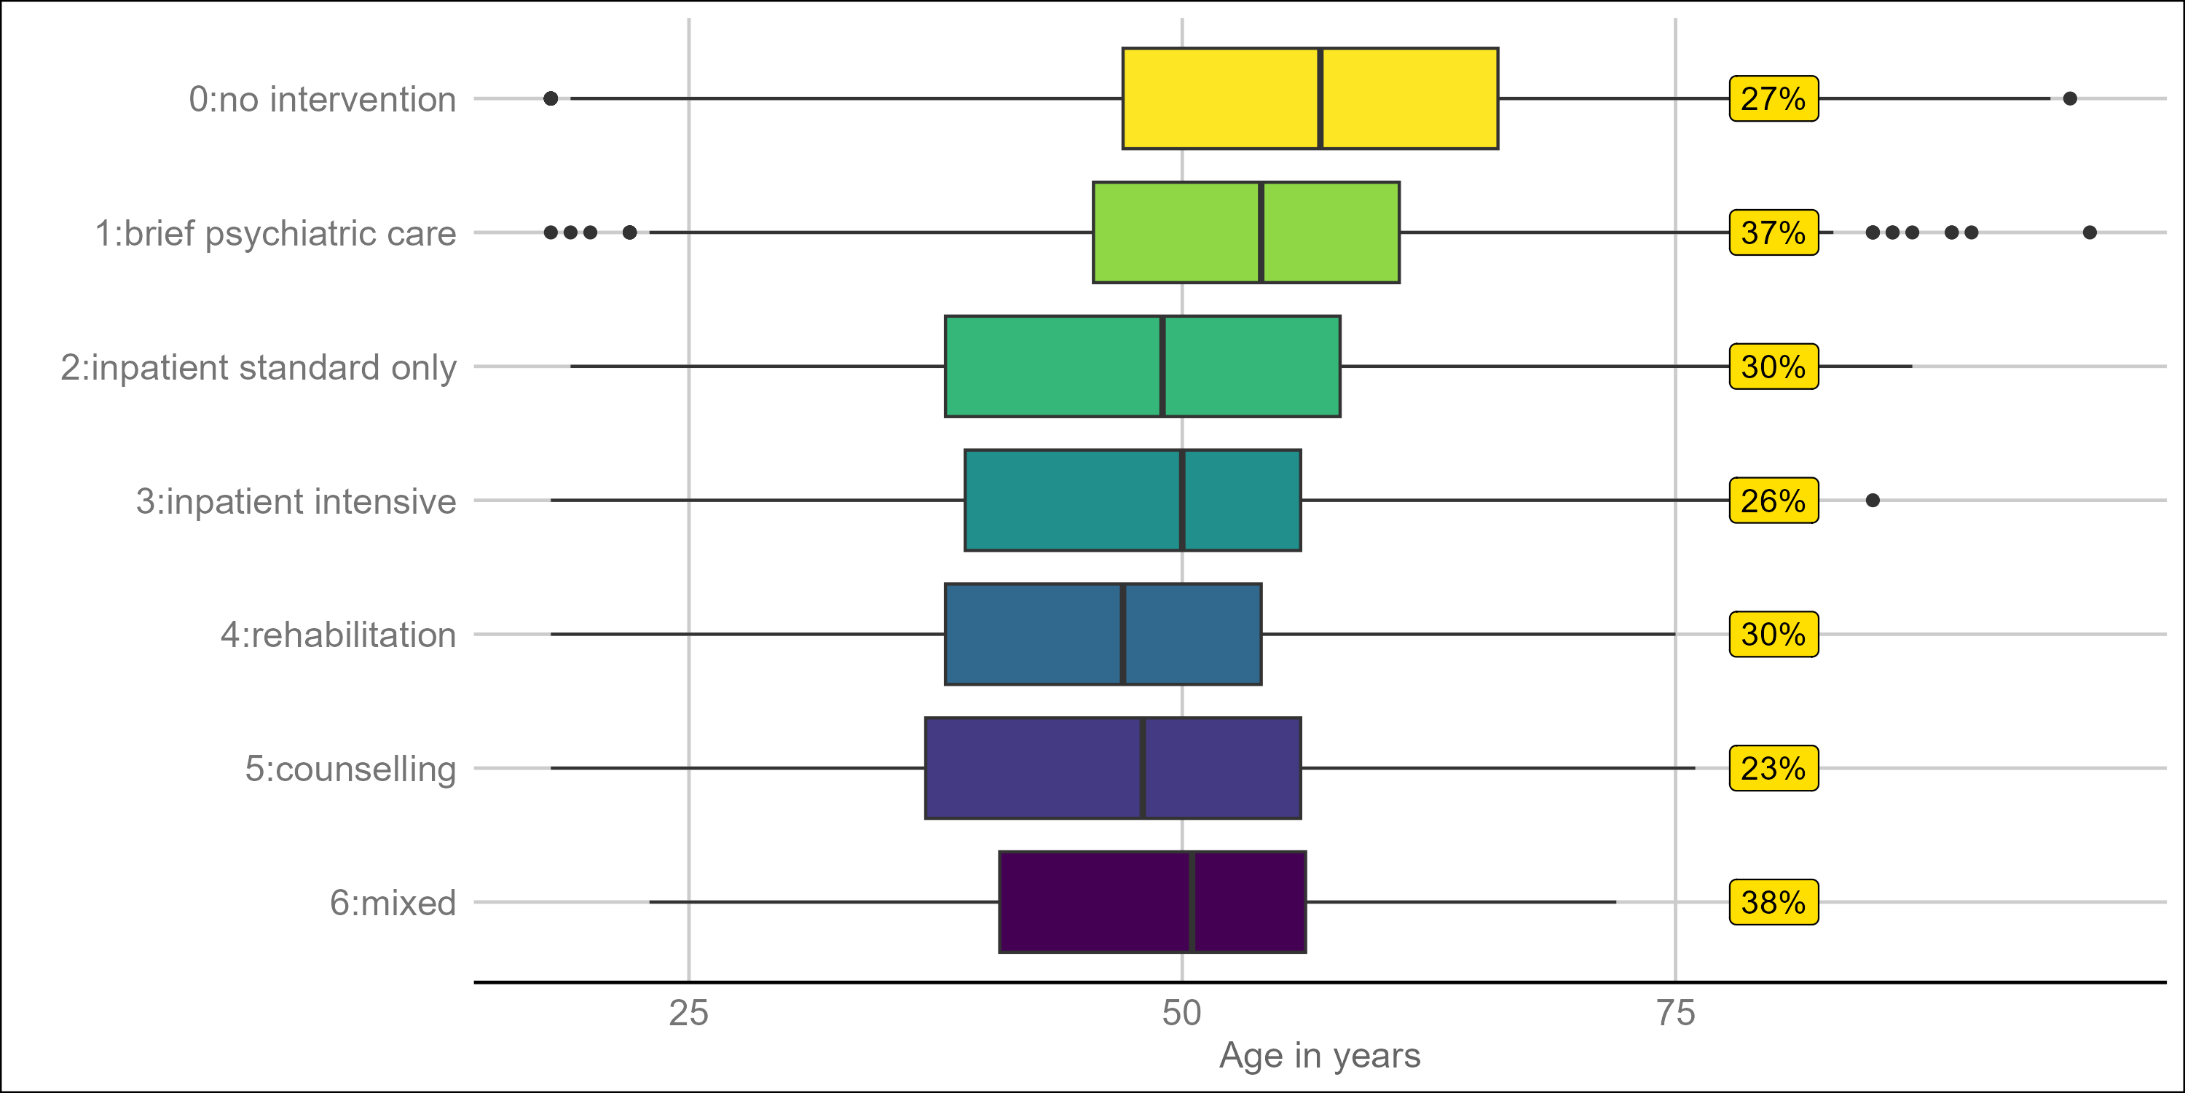 0:no intervention 27%
1:brief psychiatric care 37%
2:inpatient standard only 30%
3:inpatient intensive 26%
4:rehabilitation 30%
5:counselling 23%
6:mixed 38%
25 50 75
Age in years